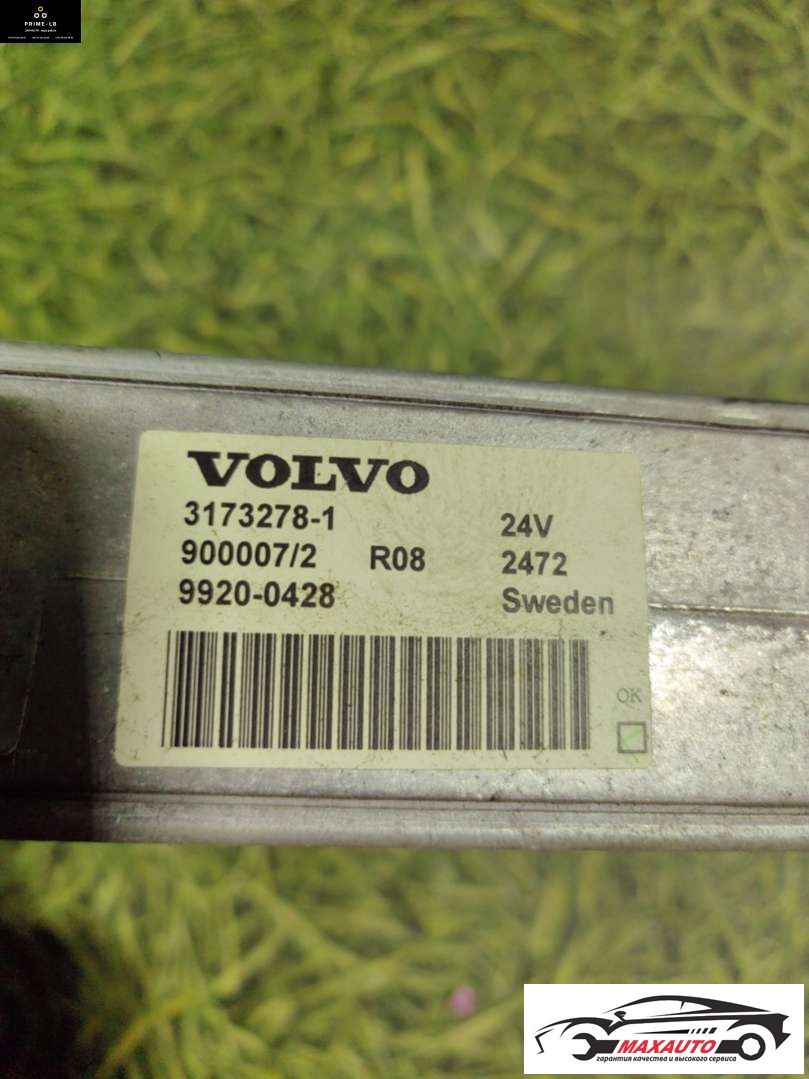 PRIME-LB
VOLVO
3173278-1
24V
900007/2 R08 2472
9920-0428 Sweden
OK
MAXAUTO
гарантия качества и высокого сервиса